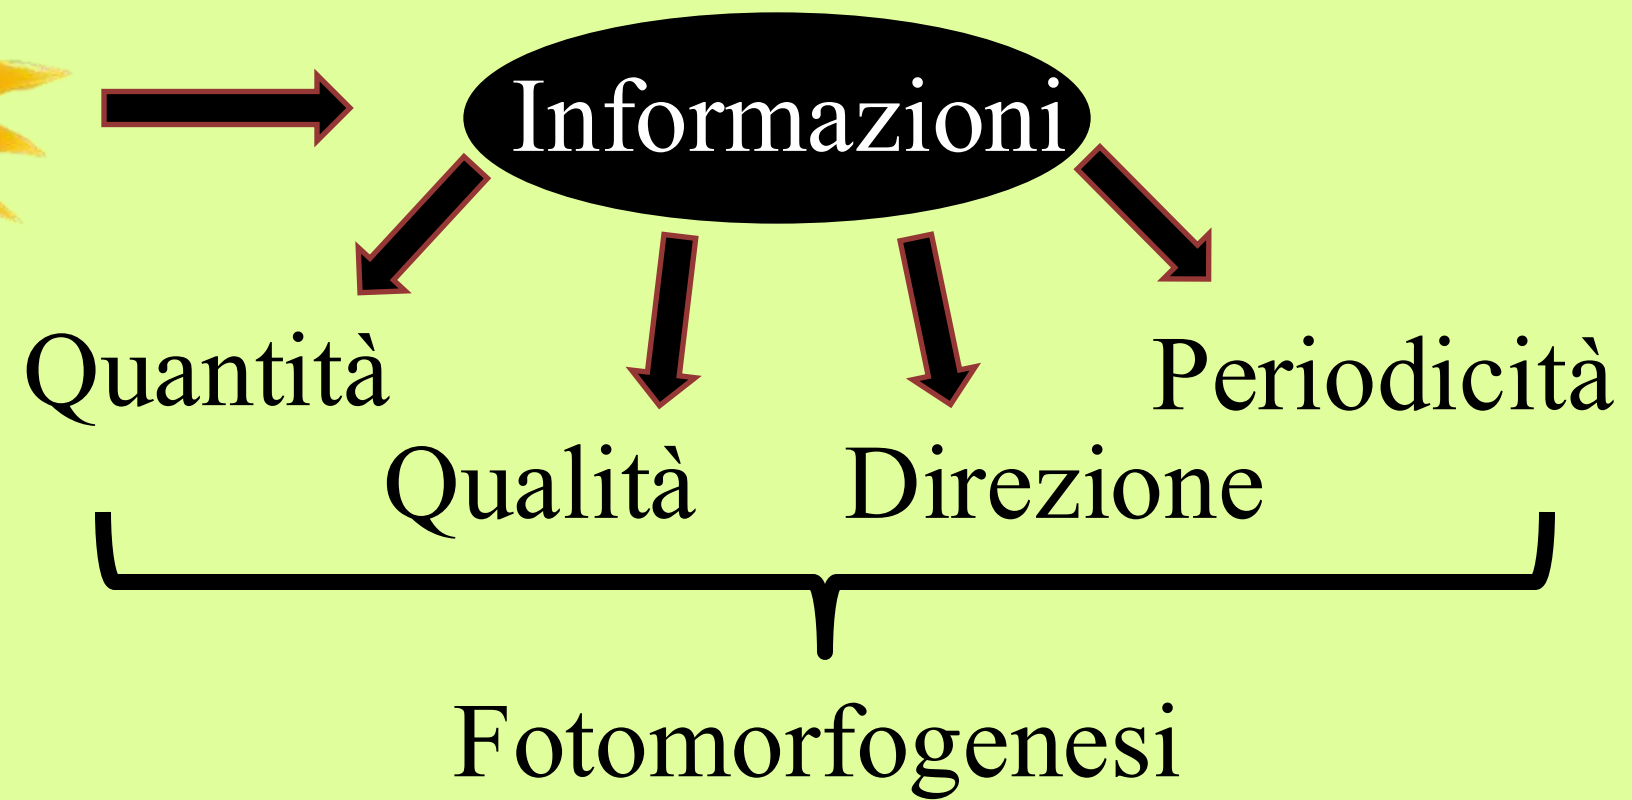 Informazioni
Quantità
Periodicità
Qualità
Direzione
Fotomorfogenesi